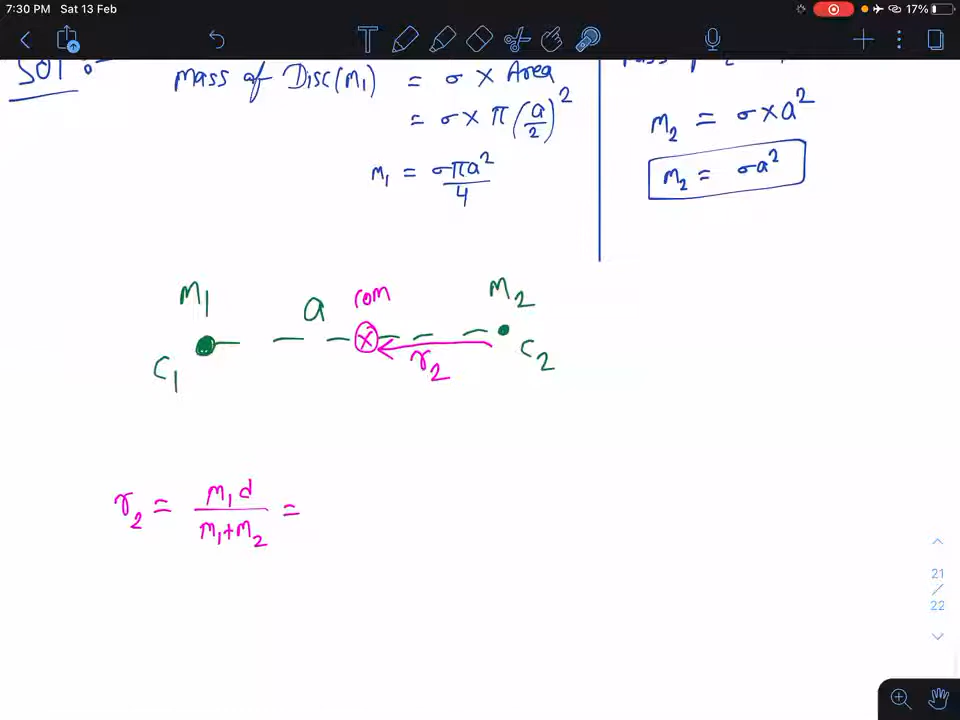 7:30 PM Sat 13 Feb
17%
Sol :-
Mass of Disc(M₁) = σ × Area
= σ × π(a/2)²
m₁ = σπa²/4
m₂ = σ×a²
m₂ = σa²
M₁ a com M₂
C₁ r₂ C₂
r₂ = m₁d/(m₁+m₂) =
21
/
22